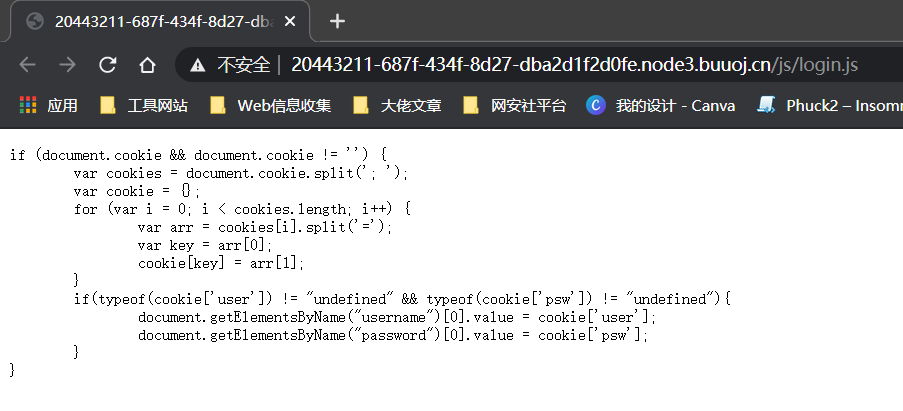 20443211-687f-434f-8d27-dba
不安全 | 20443211-687f-434f-8d27-dba2d1f2d0fe.node3.buuoj.cn/js/login.js
应用 工具网站 Web信息收集 大佬文章 网安社平台 我的设计 - Canva Phuck2 – Insomn
if (document.cookie && document.cookie != '') {
        var cookies = document.cookie.split('; ');
        var cookie = {};
        for (var i = 0; i < cookies.length; i++) {
                var arr = cookies[i].split('=');
                var key = arr[0];
                cookie[key] = arr[1];
        }
        if(typeof(cookie['user']) != "undefined" && typeof(cookie['psw']) != "undefined"){
                document.getElementsByName("username")[0].value = cookie['user'];
                document.getElementsByName("password")[0].value = cookie['psw'];
        }
}